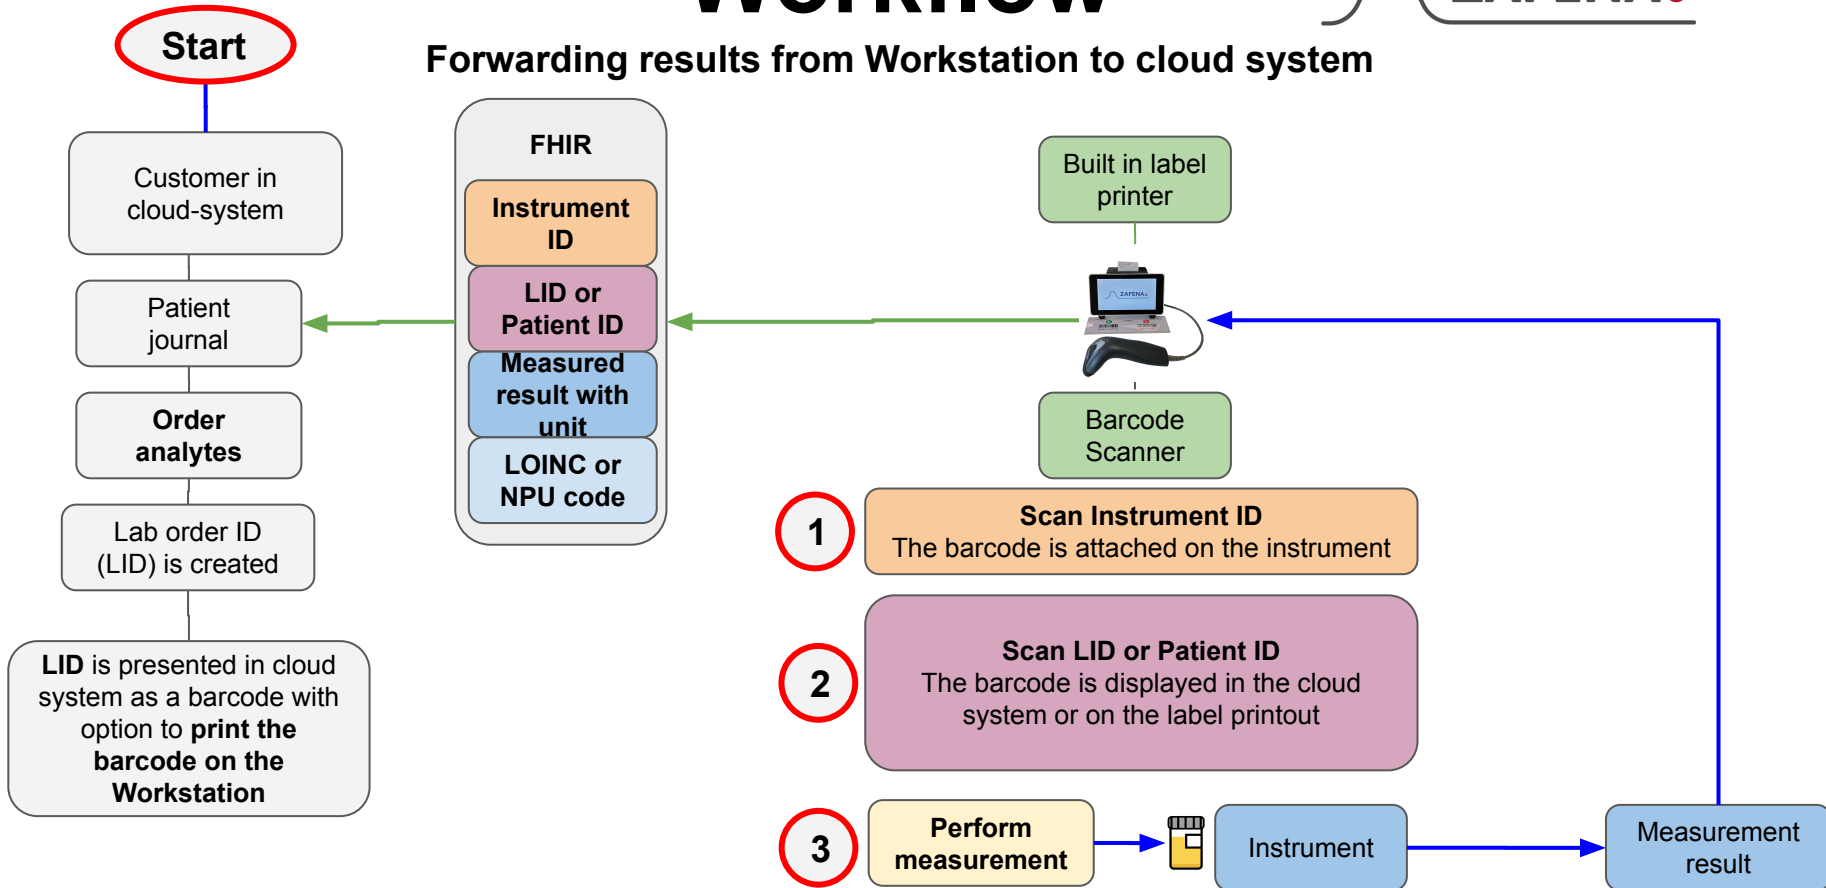 Workflow
ZAFENA
Start
Forwarding results from Workstation to cloud system
Customer in
cloud-system
Patient
journal
Order
analytes
Lab order ID
(LID) is created
LID is presented in cloud
system as a barcode with
option to print the
barcode on the
Workstation
FHIR
Instrument
ID
LID or
Patient ID
Measured
result with
unit
LOINC or
NPU code
Built in label
printer
ZAFENA
Barcode
Scanner
1
Scan Instrument ID
The barcode is attached on the instrument
2
Scan LID or Patient ID
The barcode is displayed in the cloud
system or on the label printout
3
Perform
measurement
Instrument
Measurement
result